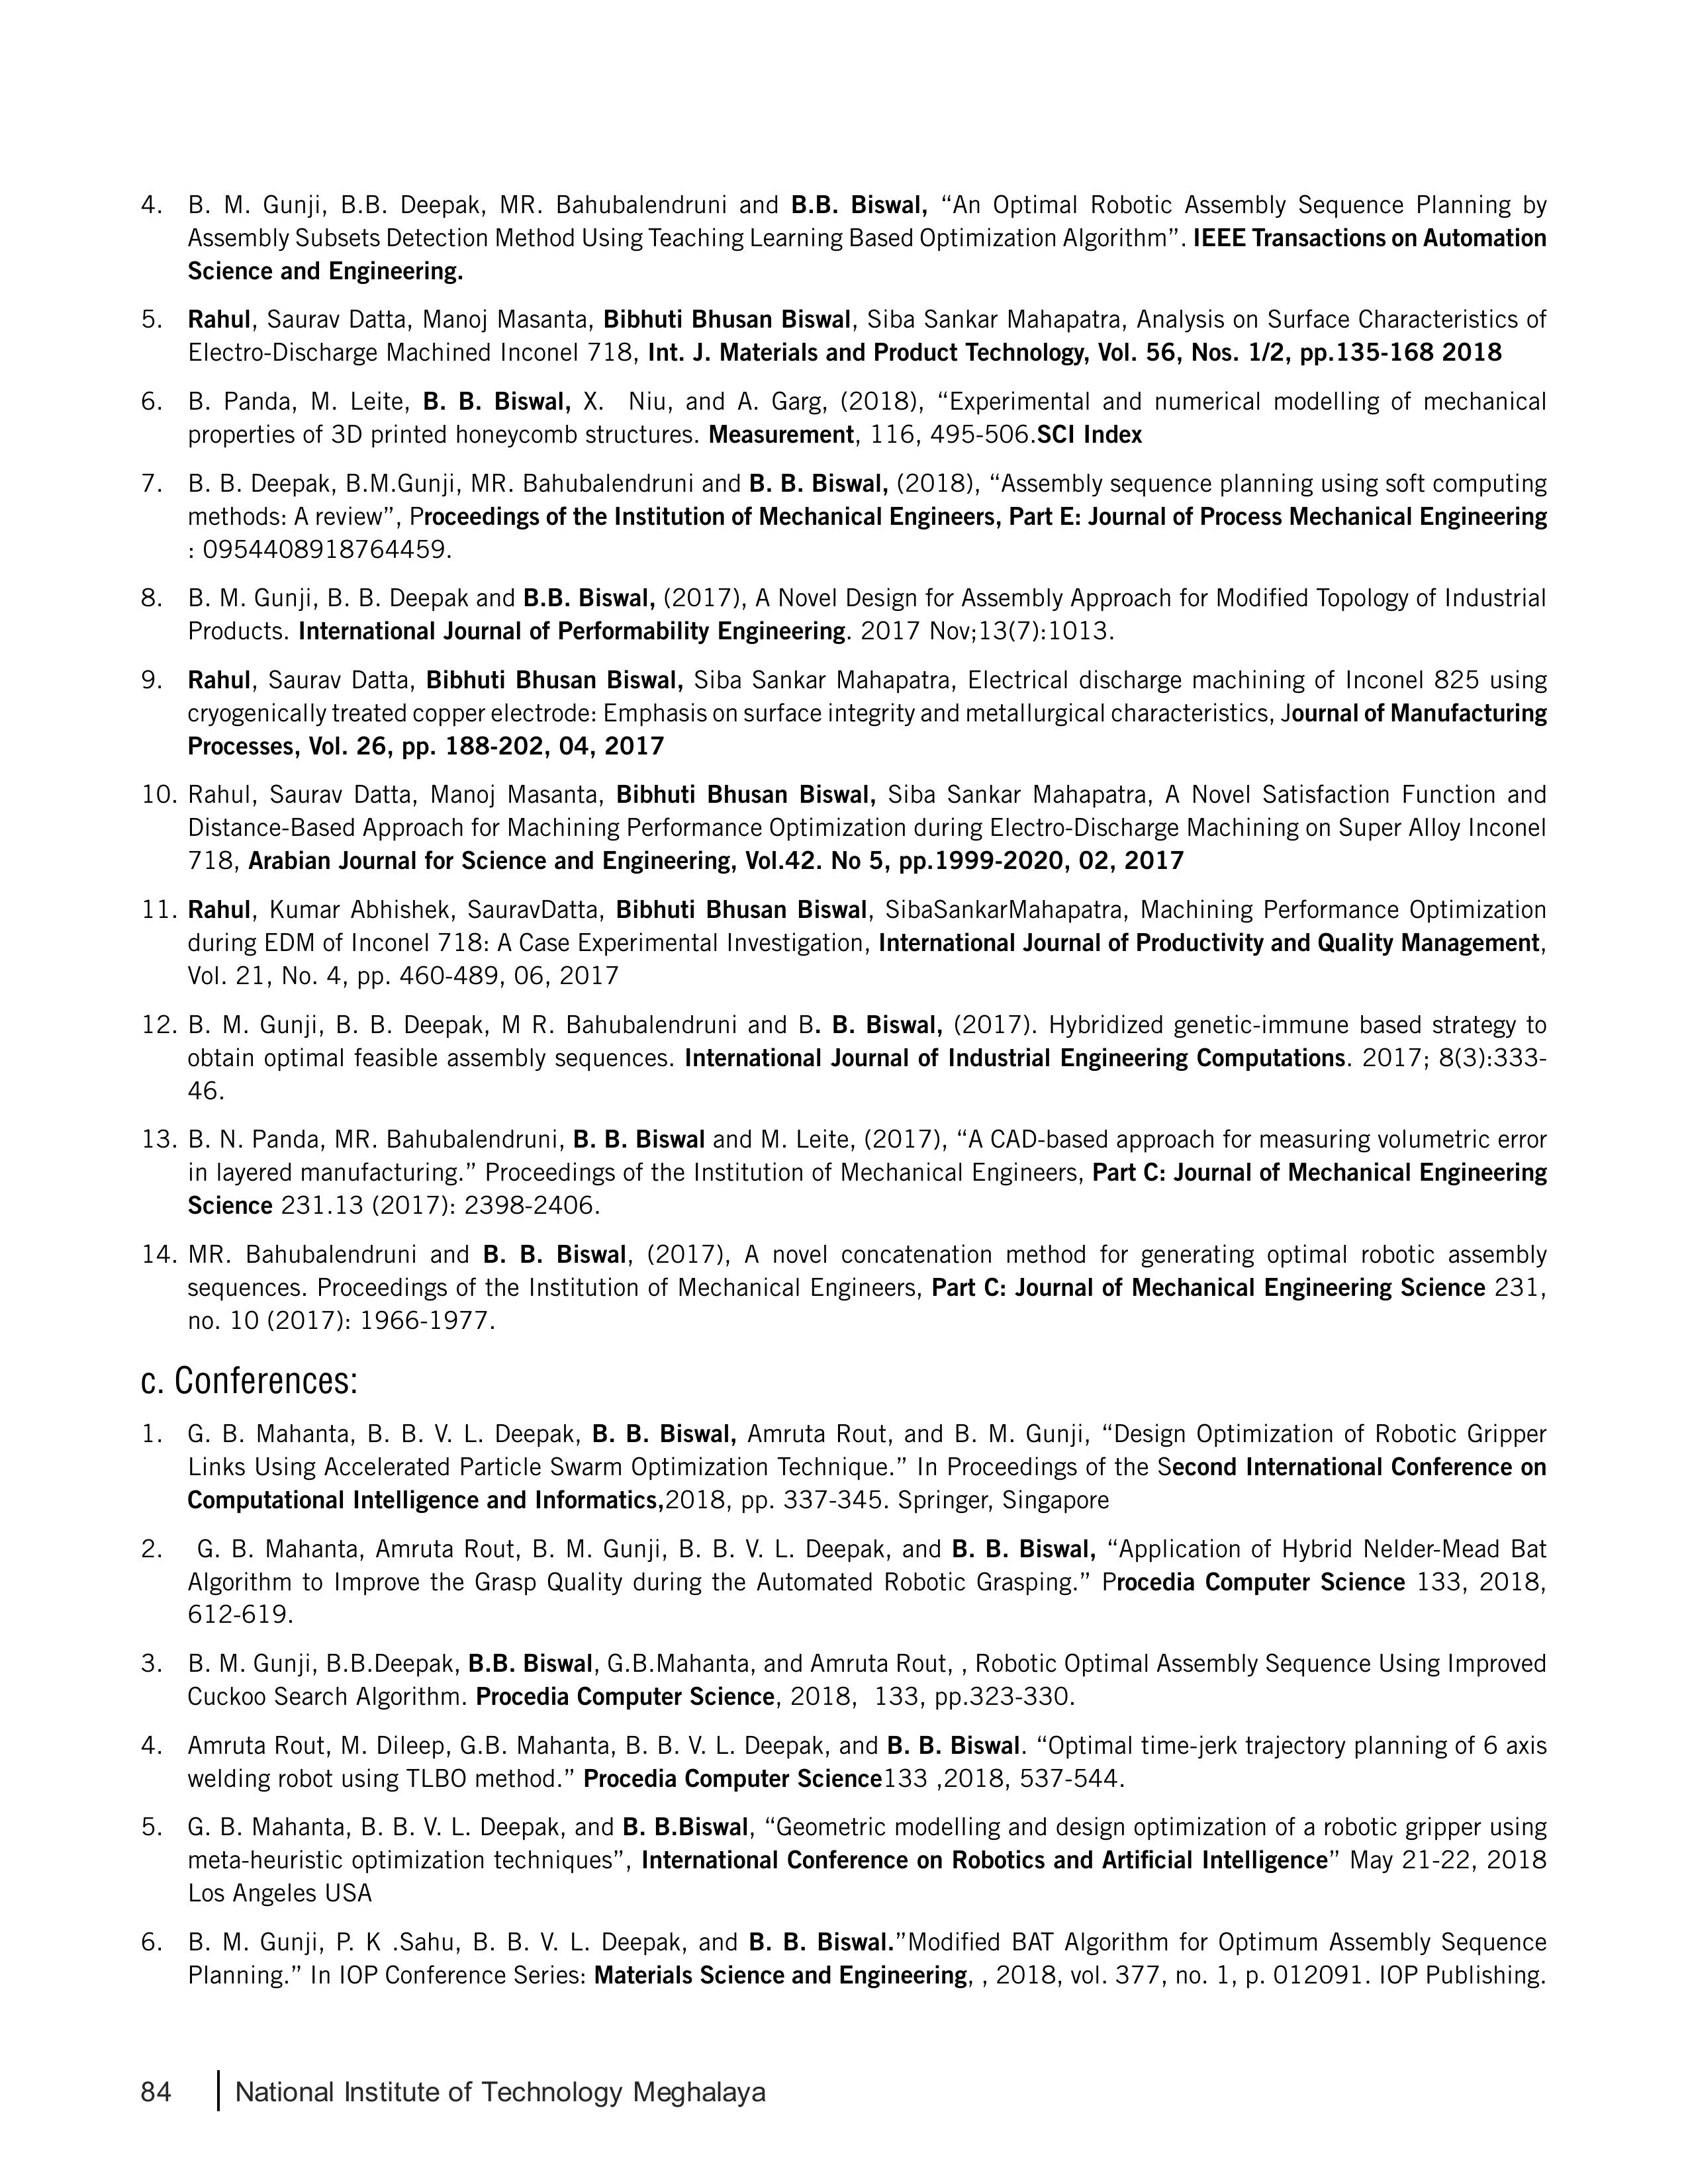 4. B. M. Gunji, B.B. Deepak, MR. Bahubalendruni and B.B. Biswal, “An Optimal Robotic Assembly Sequence Planning by
Assembly Subsets Detection Method Using Teaching Learning Based Optimization Algorithm”. IEEE Transactions on Automation
Science and Engineering.
5. Rahul, Saurav Datta, Manoj Masanta, Bibhuti Bhusan Biswal, Siba Sankar Mahapatra, Analysis on Surface Characteristics of
Electro-Discharge Machined Inconel 718, Int. J. Materials and Product Technology, Vol. 56, Nos. 1/2, pp.135-168 2018
6. B. Panda, M. Leite, B. B. Biswal, X. Niu, and A. Garg, (2018), “Experimental and numerical modelling of mechanical
properties of 3D printed honeycomb structures. Measurement, 116, 495-506.SCI Index
7. B. B. Deepak, B.M.Gunji, MR. Bahubalendruni and B. B. Biswal, (2018), “Assembly sequence planning using soft computing
methods: A review”, Proceedings of the Institution of Mechanical Engineers, Part E: Journal of Process Mechanical Engineering
: 0954408918764459.
8. B. M. Gunji, B. B. Deepak and B.B. Biswal, (2017), A Novel Design for Assembly Approach for Modified Topology of Industrial
Products. International Journal of Performability Engineering. 2017 Nov;13(7):1013.
9. Rahul, Saurav Datta, Bibhuti Bhusan Biswal, Siba Sankar Mahapatra, Electrical discharge machining of Inconel 825 using
cryogenically treated copper electrode: Emphasis on surface integrity and metallurgical characteristics, Journal of Manufacturing
Processes, Vol. 26, pp. 188-202, 04, 2017
10. Rahul, Saurav Datta, Manoj Masanta, Bibhuti Bhusan Biswal, Siba Sankar Mahapatra, A Novel Satisfaction Function and
Distance-Based Approach for Machining Performance Optimization during Electro-Discharge Machining on Super Alloy Inconel
718, Arabian Journal for Science and Engineering, Vol.42. No 5, pp.1999-2020, 02, 2017
11. Rahul, Kumar Abhishek, SauravDatta, Bibhuti Bhusan Biswal, SibaSankarMahapatra, Machining Performance Optimization
during EDM of Inconel 718: A Case Experimental Investigation, International Journal of Productivity and Quality Management,
Vol. 21, No. 4, pp. 460-489, 06, 2017
12. B. M. Gunji, B. B. Deepak, M R. Bahubalendruni and B. B. Biswal, (2017). Hybridized genetic-immune based strategy to
obtain optimal feasible assembly sequences. International Journal of Industrial Engineering Computations. 2017; 8(3):333-
46.
13. B. N. Panda, MR. Bahubalendruni, B. B. Biswal and M. Leite, (2017), “A CAD-based approach for measuring volumetric error
in layered manufacturing.” Proceedings of the Institution of Mechanical Engineers, Part C: Journal of Mechanical Engineering
Science 231.13 (2017): 2398-2406.
14. MR. Bahubalendruni and B. B. Biswal, (2017), A novel concatenation method for generating optimal robotic assembly
sequences. Proceedings of the Institution of Mechanical Engineers, Part C: Journal of Mechanical Engineering Science 231,
no. 10 (2017): 1966-1977.
c. Conferences:
1. G. B. Mahanta, B. B. V. L. Deepak, B. B. Biswal, Amruta Rout, and B. M. Gunji, “Design Optimization of Robotic Gripper
Links Using Accelerated Particle Swarm Optimization Technique.” In Proceedings of the Second International Conference on
Computational Intelligence and Informatics,2018, pp. 337-345. Springer, Singapore
2. G. B. Mahanta, Amruta Rout, B. M. Gunji, B. B. V. L. Deepak, and B. B. Biswal, “Application of Hybrid Nelder-Mead Bat
Algorithm to Improve the Grasp Quality during the Automated Robotic Grasping.” Procedia Computer Science 133, 2018,
612-619.
3. B. M. Gunji, B.B.Deepak, B.B. Biswal, G.B.Mahanta, and Amruta Rout, , Robotic Optimal Assembly Sequence Using Improved
Cuckoo Search Algorithm. Procedia Computer Science, 2018, 133, pp.323-330.
4. Amruta Rout, M. Dileep, G.B. Mahanta, B. B. V. L. Deepak, and B. B. Biswal. “Optimal time-jerk trajectory planning of 6 axis
welding robot using TLBO method.” Procedia Computer Science133 ,2018, 537-544.
5. G. B. Mahanta, B. B. V. L. Deepak, and B. B.Biswal, “Geometric modelling and design optimization of a robotic gripper using
meta-heuristic optimization techniques”, International Conference on Robotics and Artificial Intelligence” May 21-22, 2018
Los Angeles USA
6. B. M. Gunji, P. K .Sahu, B. B. V. L. Deepak, and B. B. Biswal.”Modified BAT Algorithm for Optimum Assembly Sequence
Planning.” In IOP Conference Series: Materials Science and Engineering, , 2018, vol. 377, no. 1, p. 012091. IOP Publishing.
84 National Institute of Technology Meghalaya